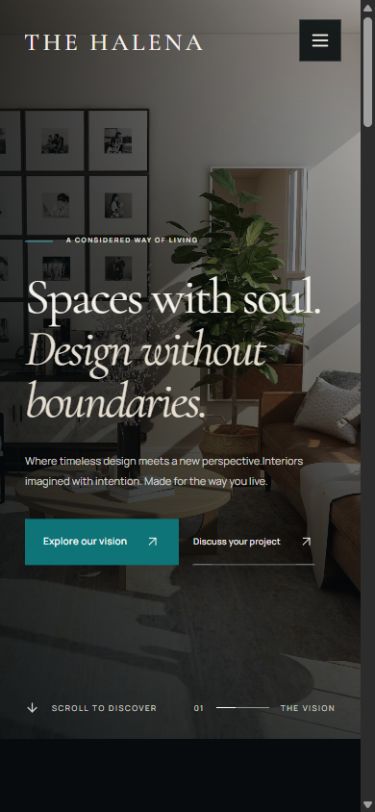 THE HALENA
A CONSIDERED WAY OF LIVING
Spaces with soul.
Design without
boundaries.
Where timeless design meets a new perspective.Interiors
imagined with intention. Made for the way you live.
Explore our vision
Discuss your project
SCROLL TO DISCOVER
01
THE VISION